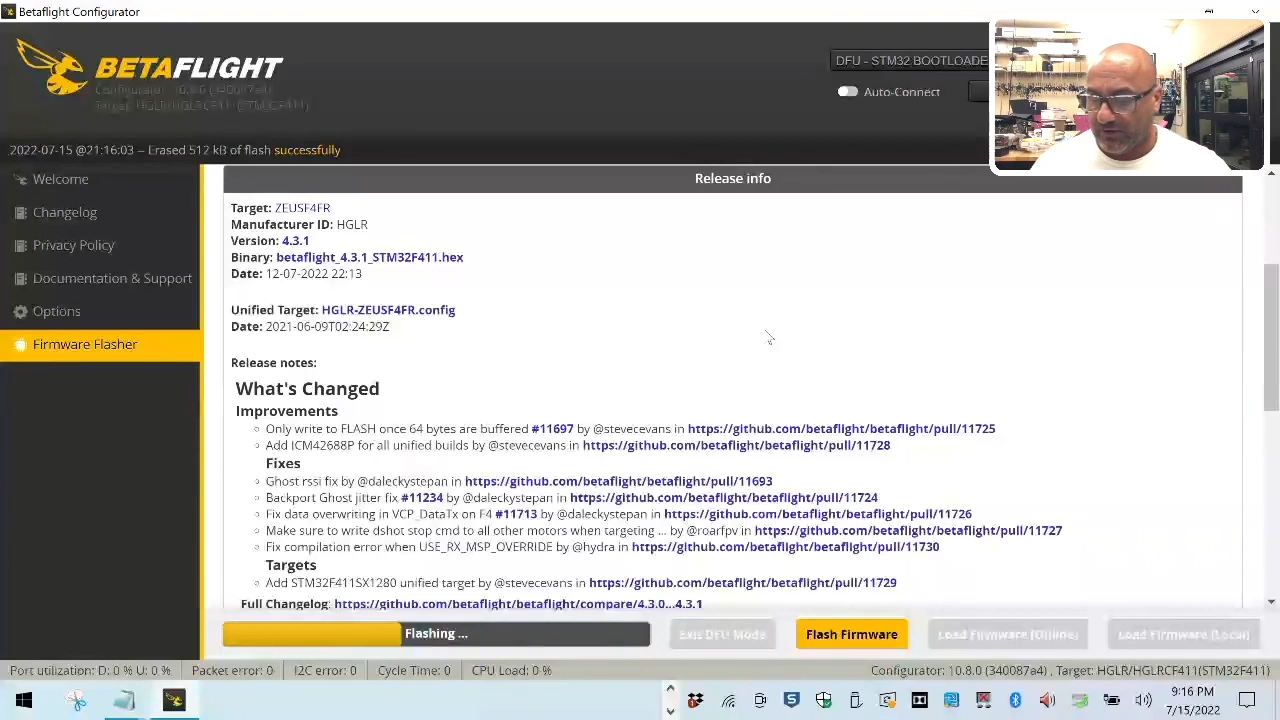 Betaflight Configurator
BETAFLIGHT
DFU - STM32 BOOTLOADE
Auto-Connect
2022-07-15 @21:16:03 -- Erased 512 kB of flash successfully
Welcome
Changelog
Privacy Policy
Documentation & Support
Options
Firmware Flasher
Release info
Target: ZEUSF4FR
Manufacturer ID: HGLR
Version: 4.3.1
Binary: betaflight_4.3.1_STM32F411.hex
Date: 12-07-2022 22:13
Unified Target: HGLR-ZEUSF4FR.config
Date: 2021-06-09T02:24:29Z
Release notes:
What's Changed
Improvements
Only write to FLASH once 64 bytes are buffered #11697 by @stevecevans in https://github.com/betaflight/betaflight/pull/11725
Add ICM42688P for all unified builds by @stevecevans in https://github.com/betaflight/betaflight/pull/11728
Fixes
Ghost rssi fix by @daleckystepan in https://github.com/betaflight/betaflight/pull/11693
Backport Ghost jitter fix #11234 by @daleckystepan in https://github.com/betaflight/betaflight/pull/11724
Fix data overwriting in VCP_DataTx on F4 #11713 by @daleckystepan in https://github.com/betaflight/betaflight/pull/11726
Make sure to write dshot stop cmd to all other motors when targeting ... by @roarfpv in https://github.com/betaflight/betaflight/pull/11727
Fix compilation error when USE_RX_MSP_OVERRIDE by @hydra in https://github.com/betaflight/betaflight/pull/11730
Targets
Add STM32F411SX1280 unified target by @stevecevans in https://github.com/betaflight/betaflight/pull/11729
Full Changelog: https://github.com/betaflight/betaflight/compare/4.3.0...4.3.1
Flashing ...
Exit DFU Mode
Flash Firmware
Load Firmware [Online]
Load Firmware [Local]
Port utilization: D: 0 % U: 0 %
Packet error: 0
I2C error: 0
Cycle Time: 0
CPU Load: 0 %
Configurator: 10.8.0 (340087a4) , Target: HGLR/HGLRCF411(STM32F411)
9:16 PM
7/15/2022